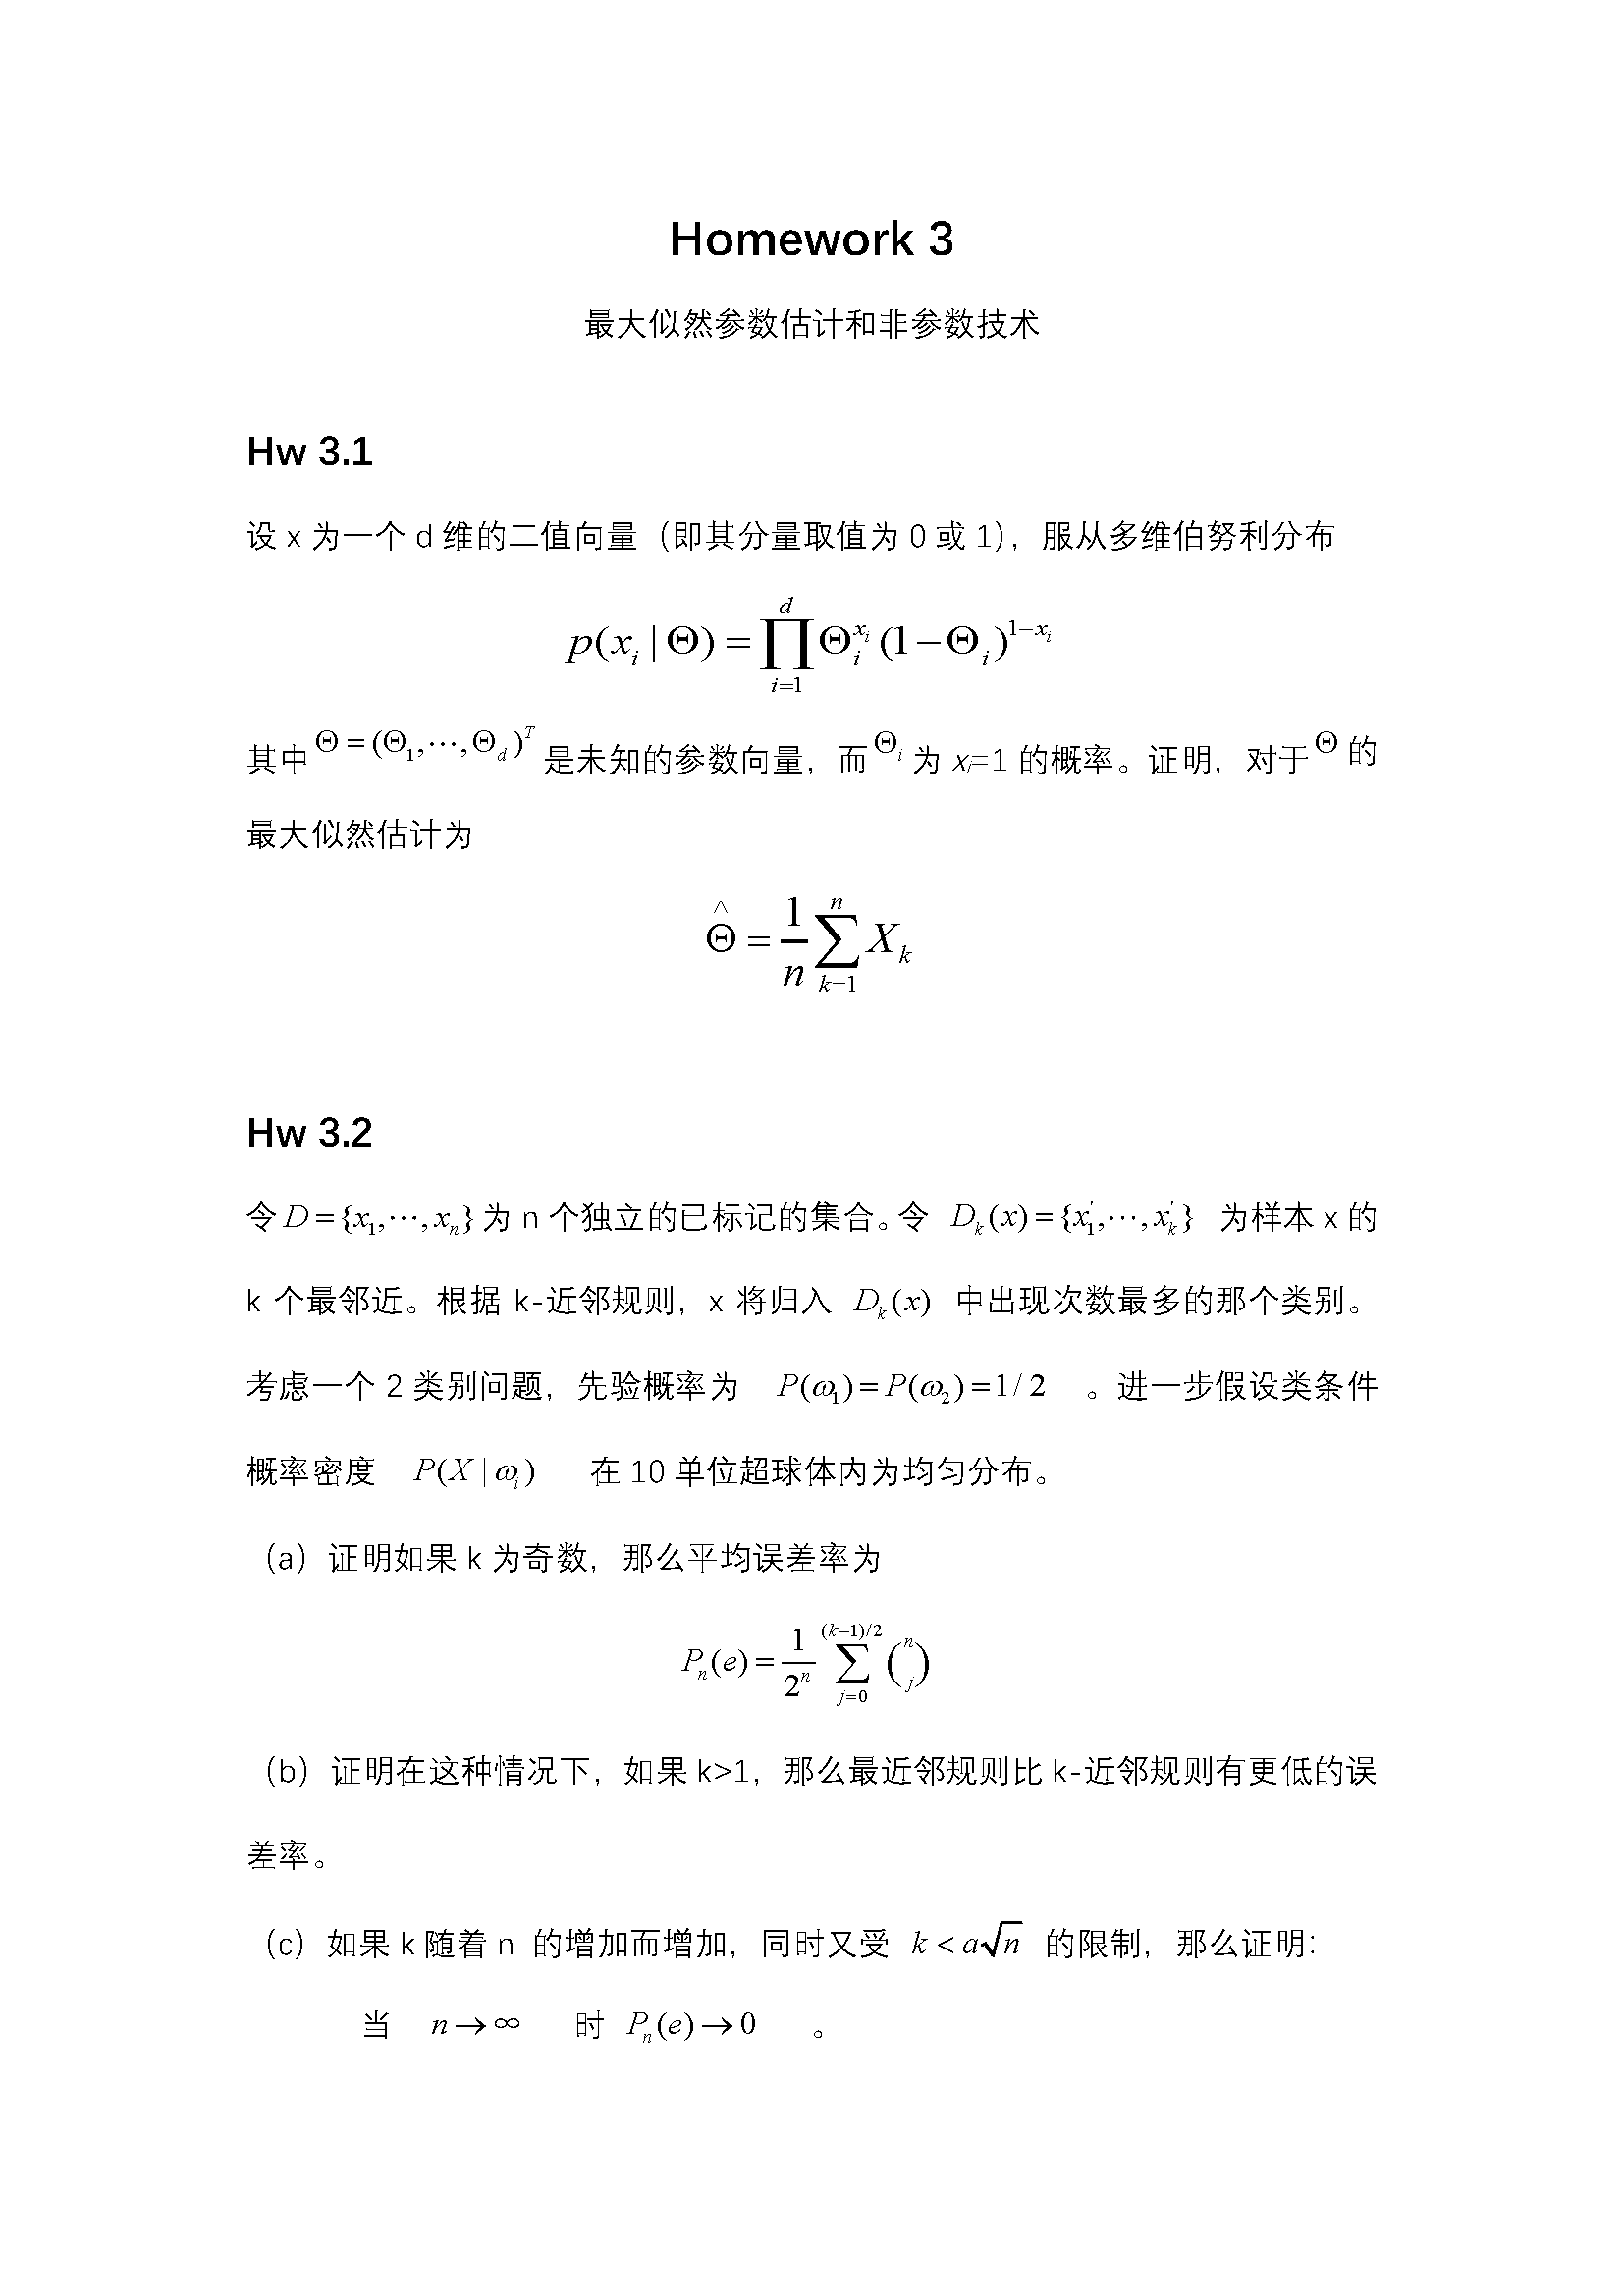 Homework 3
最大似然参数估计和非参数技术
Hw 3.1
设 x 为一个 d 维的二值向量（即其分量取值为 0 或 1），服从多维伯努利分布
$p(x_i \mid \Theta) = \prod_{i=1}^{d} \Theta_i^{x_i} (1-\Theta_i)^{1-x_i}$
其中 $\Theta = (\Theta_1, \cdots, \Theta_d)^T$ 是未知的参数向量，而 $\Theta_i$ 为 $x_i$=1 的概率。证明，对于 $\Theta$ 的
最大似然估计为
$\hat{\Theta} = \frac{1}{n} \sum_{k=1}^{n} X_k$
Hw 3.2
令 $D = \{x_1, \cdots, x_n\}$ 为 n 个独立的已标记的集合。令 $D_k(x) = \{x_1', \cdots, x_k'\}$ 为样本 x 的
k 个最邻近。根据 k-近邻规则，x 将归入 $D_k(x)$ 中出现次数最多的那个类别。
考虑一个 2 类别问题，先验概率为 $P(\omega_1) = P(\omega_2) = 1/2$ 。进一步假设类条件
概率密度 $P(X \mid \omega_i)$ 在 10 单位超球体内为均匀分布。
（a）证明如果 k 为奇数，那么平均误差率为
$P_n(e) = \frac{1}{2^n} \sum_{j=0}^{(k-1)/2} \binom{n}{j}$
（b）证明在这种情况下，如果 k>1，那么最近邻规则比 k-近邻规则有更低的误
差率。
（c）如果 k 随着 n 的增加而增加，同时又受 $k < a\sqrt{n}$ 的限制，那么证明：
当 $n \to \infty$ 时 $P_n(e) \to 0$ 。